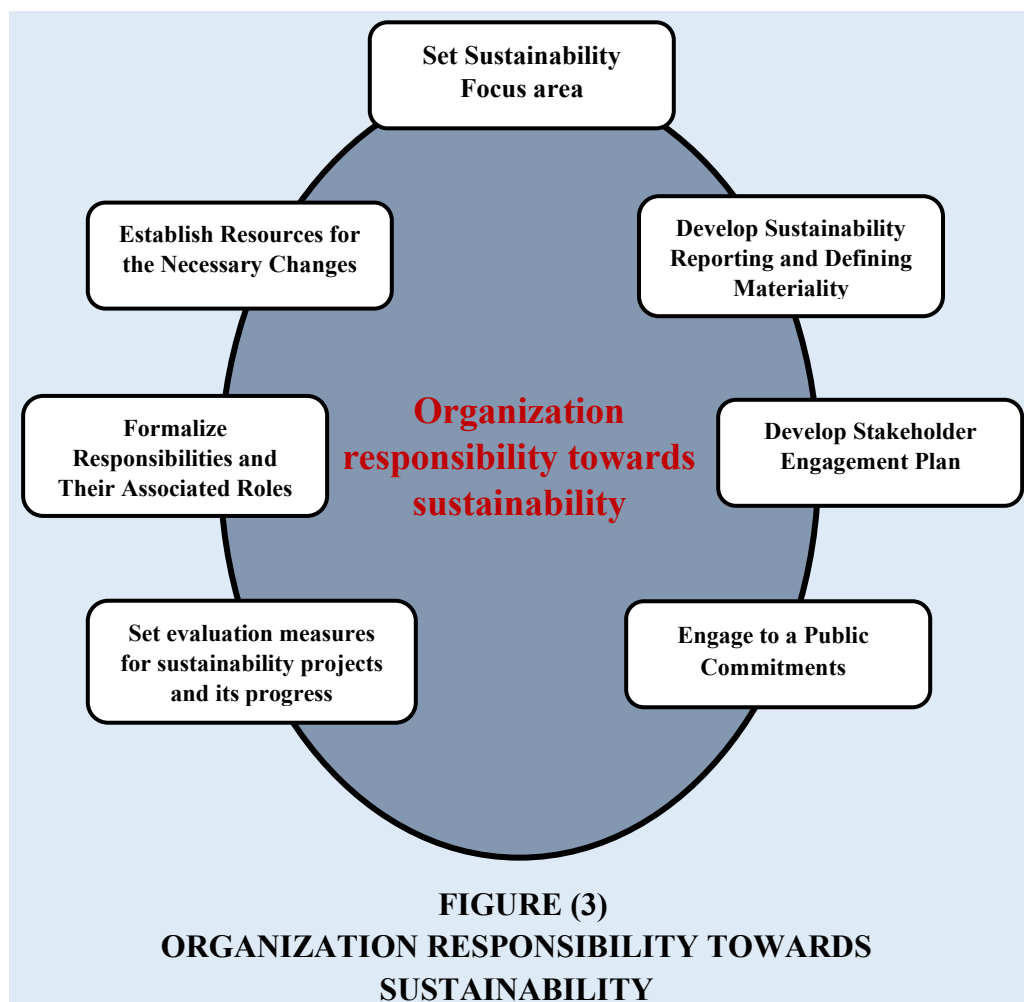 Set Sustainability
Focus area
Establish Resources for
the Necessary Changes
Develop Sustainability
Reporting and Defining
Materiality
Formalize
Responsibilities and
Their Associated Roles
Organization
responsibility towards
sustainability
Develop Stakeholder
Engagement Plan
Set evaluation measures
for sustainability projects
and its progress
Engage to a Public
Commitments
FIGURE (3)
ORGANIZATION RESPONSIBILITY TOWARDS
SUSTAINABILITY